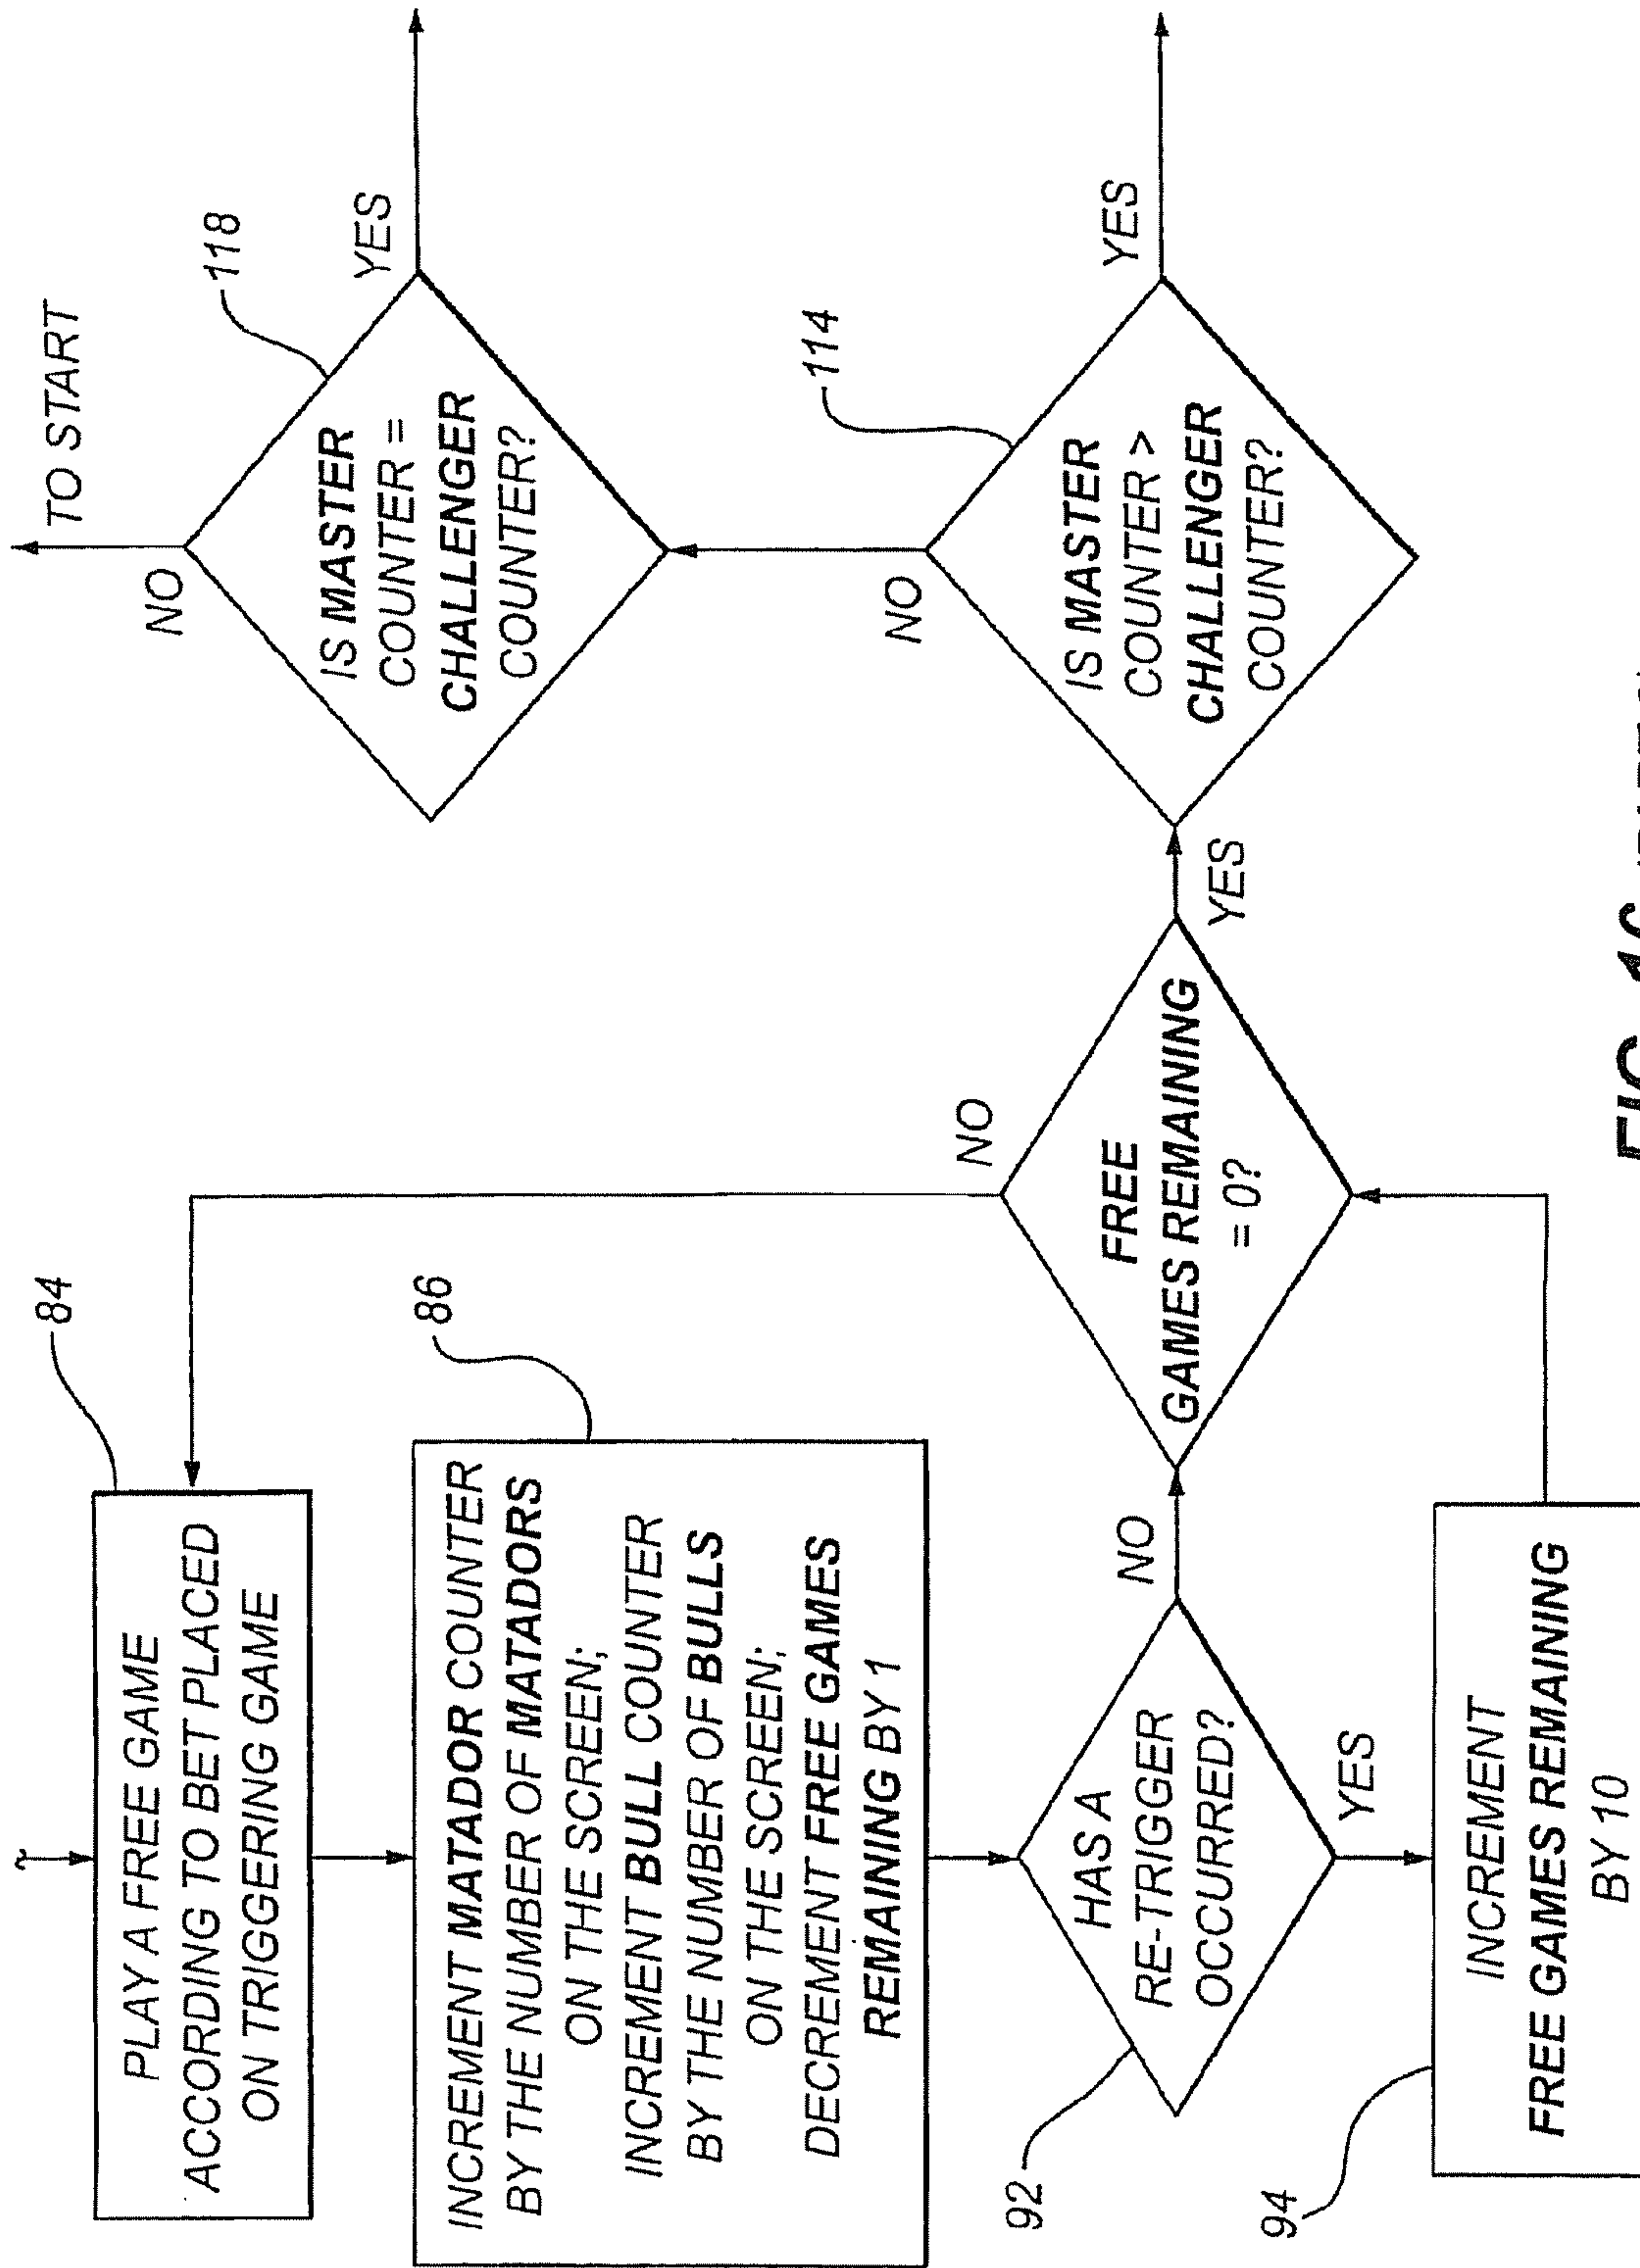 84
PLAY A FREE GAME
ACCORDING TO BET PLACED
ON TRIGGERING GAME
86
INCREMENT MATADOR COUNTER
BY THE NUMBER OF MATADORS
ON THE SCREEN;
INCREMENT BULL COUNTER
BY THE NUMBER OF BULLS
ON THE SCREEN;
DECREMENT FREE GAMES
REMAINING BY 1
92
HAS A
RE-TRIGGER
OCCURRED?
NO
YES
94
INCREMENT
FREE GAMES REMAINING
BY 10
NO
FREE
GAMES REMAINING
= 0?
YES
TO START
NO
118
IS MASTER
COUNTER =
CHALLENGER
COUNTER?
YES
NO
114
IS MASTER
COUNTER >
CHALLENGER
COUNTER?
YES